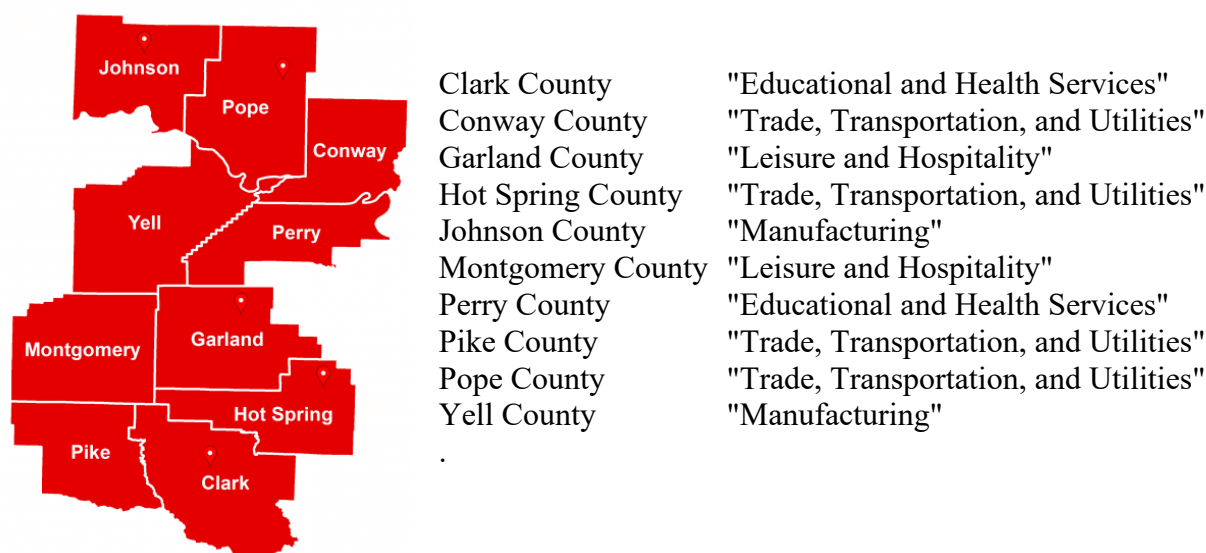 Johnson
Pope
Conway
Yell
Perry
Montgomery
Garland
Hot Spring
Pike
Clark
Clark County "Educational and Health Services"
Conway County "Trade, Transportation, and Utilities"
Garland County "Leisure and Hospitality"
Hot Spring County "Trade, Transportation, and Utilities"
Johnson County "Manufacturing"
Montgomery County "Leisure and Hospitality"
Perry County "Educational and Health Services"
Pike County "Trade, Transportation, and Utilities"
Pope County "Trade, Transportation, and Utilities"
Yell County "Manufacturing"
.